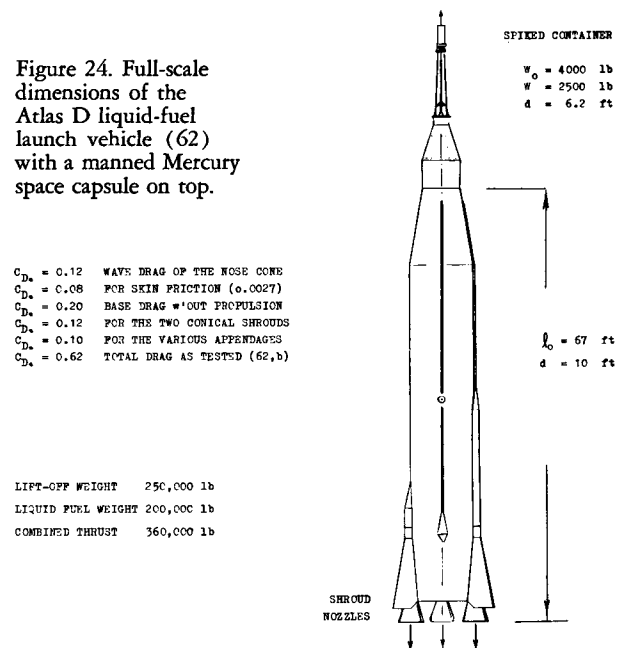 Figure 24. Full-scale
dimensions of the
Atlas D liquid-fuel
launch vehicle (62)
with a manned Mercury
space capsule on top.
SPIKED CONTAINER
W_o = 4000 lb
W = 2500 lb
d = 6.2 ft
C_D• = 0.12 WAVE DRAG OF THE NOSE CONE
C_D• = 0.08 FOR SKIN FRICTION (0.0027)
C_D• = 0.20 BASE DRAG W'OUT PROPULSION
C_D• = 0.12 FOR THE TWO CONICAL SHROUDS
C_D• = 0.10 FOR THE VARIOUS APPENDAGES
C_D• = 0.62 TOTAL DRAG AS TESTED (62,b)
ℓ_o = 67 ft
d = 10 ft
LIFT-OFF WEIGHT 250,000 lb
LIQUID FUEL WEIGHT 200,000 lb
COMBINED THRUST 360,000 lb
SHROUD
NOZZLES